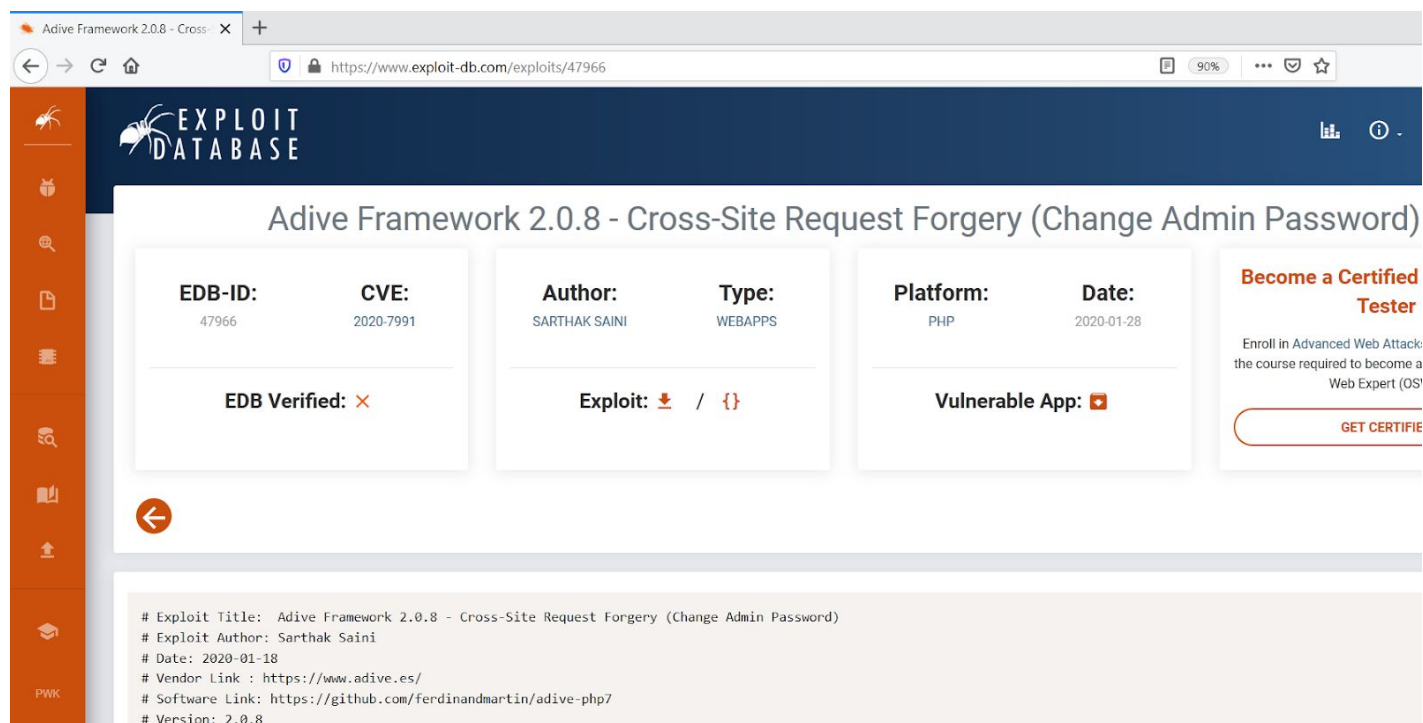 Adive Framework 2.0.8 - Cross-
https://www.exploit-db.com/exploits/47966
90%
EXPLOIT
DATABASE
Adive Framework 2.0.8 - Cross-Site Request Forgery (Change Admin Password)
EDB-ID:
47966
CVE:
2020-7991
EDB Verified:
Author:
SARTHAK SAINI
Type:
WEBAPPS
Exploit: / {}
Platform:
PHP
Date:
2020-01-28
Vulnerable App:
Become a Certified
Tester
Enroll in Advanced Web Attack
the course required to become a
Web Expert (OS
GET CERTIFIE
PWK
# Exploit Title: Adive Framework 2.0.8 - Cross-Site Request Forgery (Change Admin Password)
# Exploit Author: Sarthak Saini
# Date: 2020-01-18
# Vendor Link : https://www.adive.es/
# Software Link: https://github.com/ferdinandmartin/adive-php7
# Version: 2.0.8